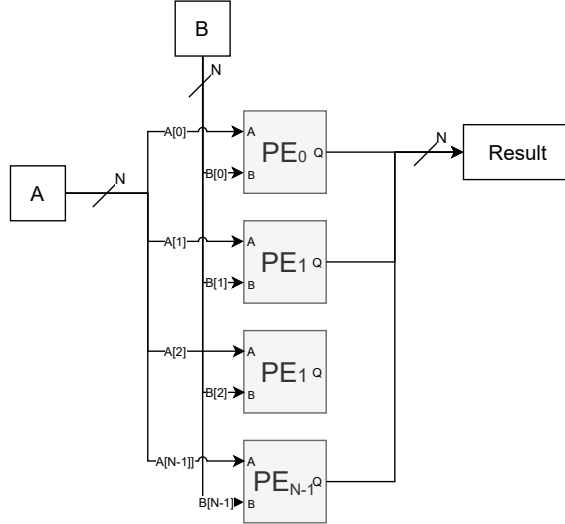 B
N
A[0]
A
PE0
Q
B[0]
B
N
Result
A
N
A[1]
A
PE1
Q
B[1]
B
A[2]
A
PE1
Q
B[2]
B
A[N-1]]
A
PEN-1
Q
B[N-1]
B